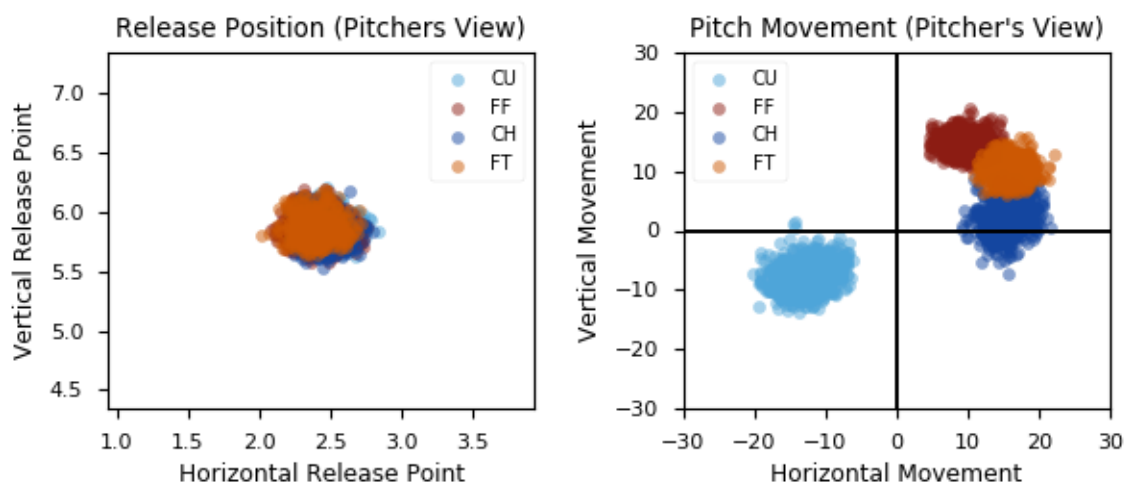 Release Position (Pitchers View)
Vertical Release Point
7.0
6.5
6.0
5.5
5.0
4.5
CU
FF
CH
FT
1.0 1.5 2.0 2.5 3.0 3.5
Horizontal Release Point
Pitch Movement (Pitcher's View)
Vertical Movement
30
20
10
0
−10
−20
−30
CU
FF
CH
FT
−30 −20 −10 0 10 20 30
Horizontal Movement